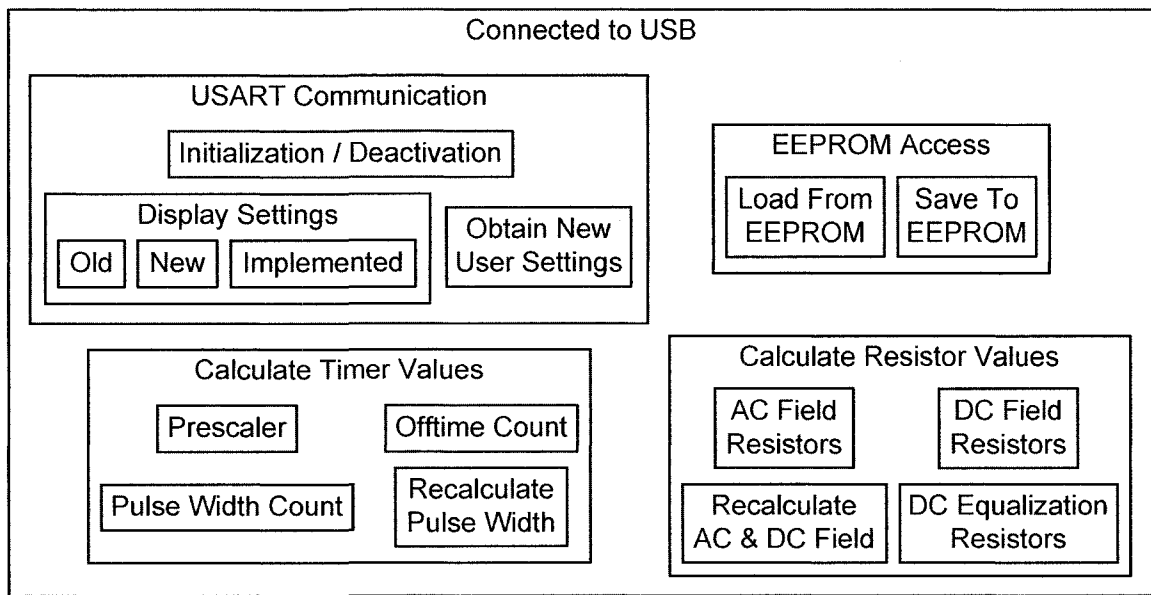 Connected to USB
USART Communication
Initialization / Deactivation
Display Settings
Old
New
Implemented
Obtain New
User Settings
EEPROM Access
Load From
EEPROM
Save To
EEPROM
Calculate Timer Values
Prescaler
Offtime Count
Pulse Width Count
Recalculate
Pulse Width
Calculate Resistor Values
AC Field
Resistors
DC Field
Resistors
Recalculate
AC & DC Field
DC Equalization
Resistors